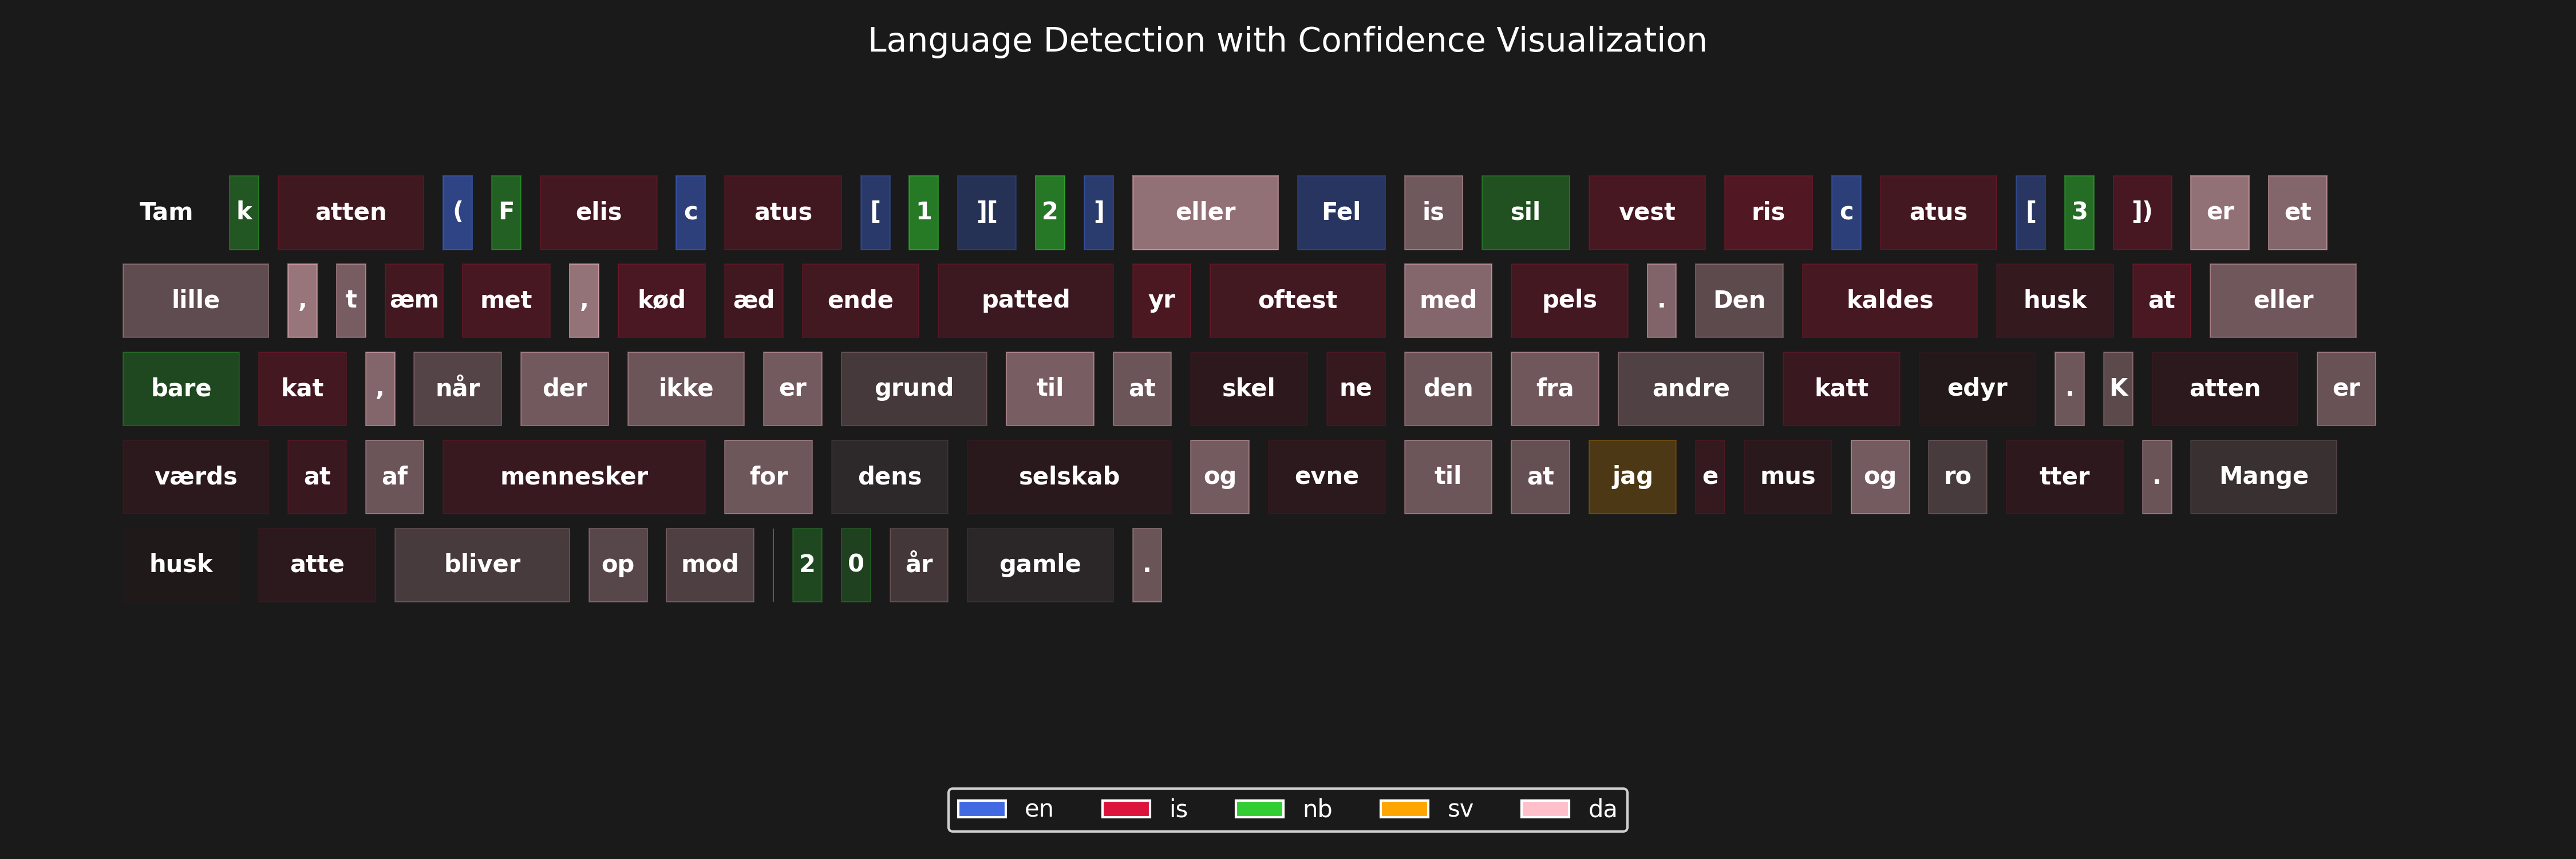 Language Detection with Confidence Visualization
Tam k atten ( F elis c atus [ 1 ][ 2 ] eller Fel is sil vest ris c atus [ 3 ]) er et
lille , t æm met , kød æd ende patted yr oftest med pels . Den kaldes husk at eller
bare kat , når der ikke er grund til at skel ne den fra andre katt edyr . K atten er
værds at af mennesker for dens selskab og evne til at jag e mus og ro tter . Mange
husk atte bliver op mod 2 0 år gamle .
en is nb sv da